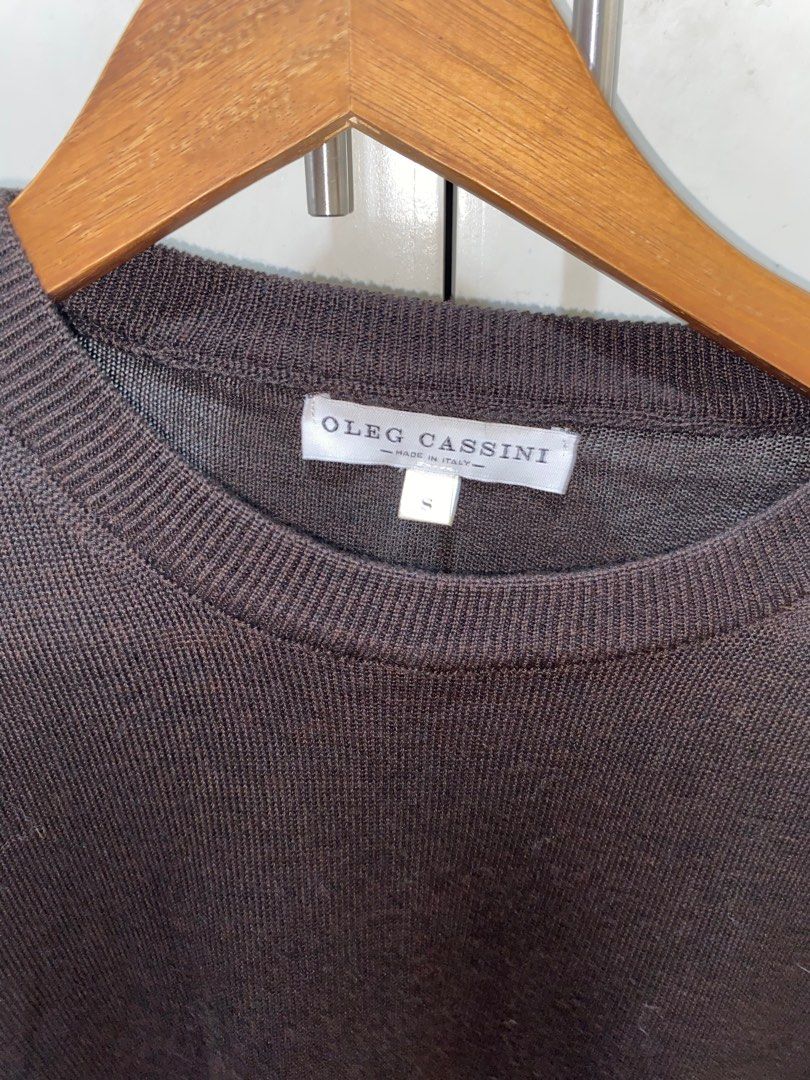 OLEG CASSINI
— MADE IN ITALY —
S